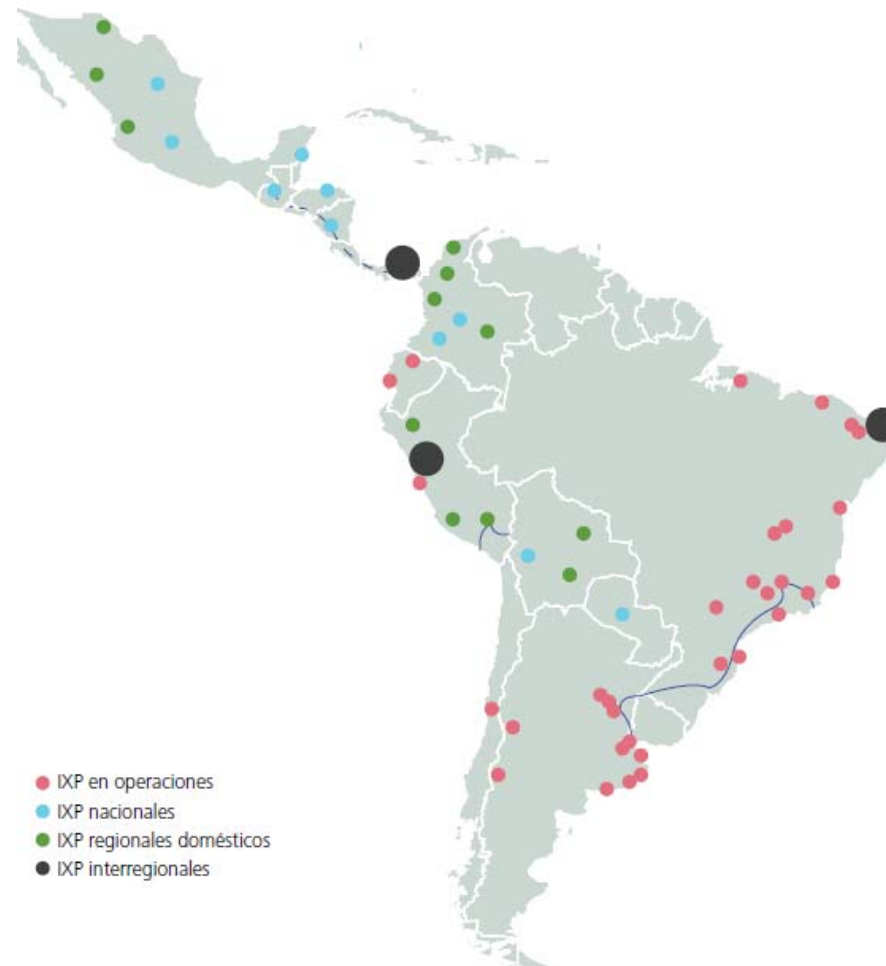 IXP en operaciones
IXP nacionales
IXP regionales domésticos
IXP interregionales